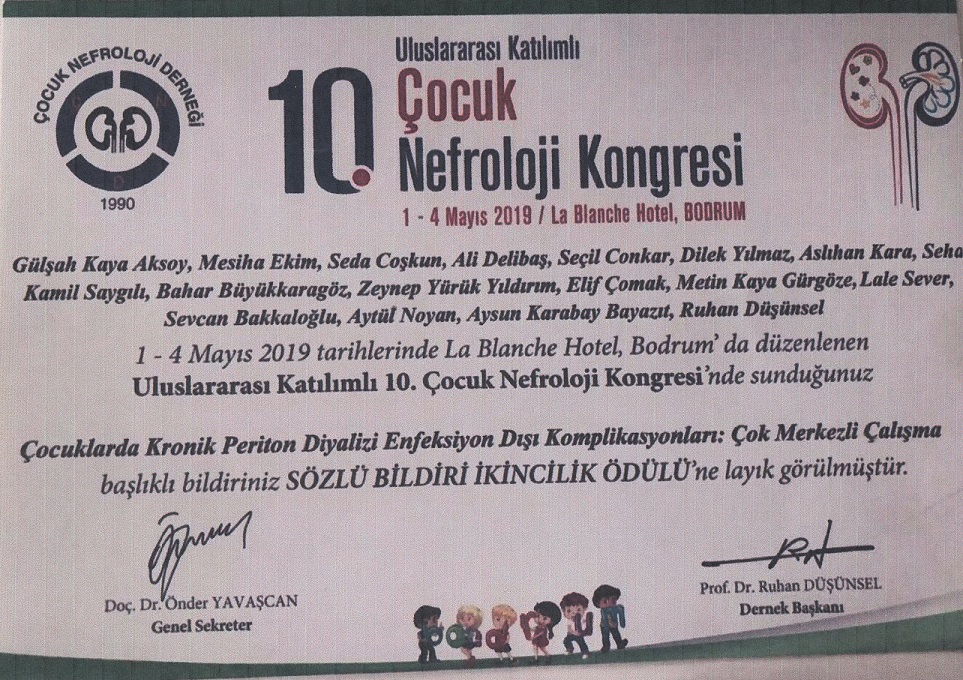 ÇOCUK NEFROLOJİ DERNEĞİ
1990
10.
Uluslararası Katılımlı
Çocuk
Nefroloji Kongresi
1 - 4 Mayıs 2019 / La Blanche Hotel, BODRUM
Gülşah Kaya Aksoy, Mesiha Ekim, Seda Coşkun, Ali Delibaş, Seçil Conkar, Dilek Yılmaz, Aslıhan Kara, Seha
Kamil Saygılı, Bahar Büyükkaragöz, Zeynep Yürük Yıldırım, Elif Çomak, Metin Kaya Gürgöze, Lale Sever,
Sevcan Bakkaloğlu, Aytül Noyan, Aysun Karabay Bayazıt, Ruhan Düşünsel
1 - 4 Mayıs 2019 tarihlerinde La Blanche Hotel, Bodrum' da düzenlenen
Uluslararası Katılımlı 10. Çocuk Nefroloji Kongresi'nde sunduğunuz
Çocuklarda Kronik Periton Diyalizi Enfeksiyon Dışı Komplikasyonları: Çok Merkezli Çalışma
başlıklı bildiriniz SÖZLÜ BİLDİRİ İKİNCİLİK ÖDÜLÜ'ne layık görülmüştür.
Doç. Dr. Önder YAVAŞCAN
Genel Sekreter
Prof. Dr. Ruhan DÜŞÜNSEL
Dernek Başkanı